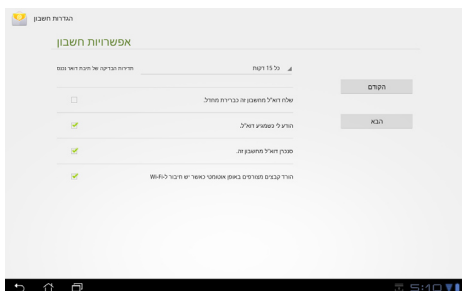 הגדרות חשבון
אפשרויות חשבון
תדירות הבדיקה של תיבת דואר נכנס
כל 15 דקות
שלח דוא"ל מחשבון זה כברירת מחדל.
הודע לי כשמגיע דוא"ל.
סנכרן דוא"ל מחשבון זה.
הורד קבצים מצורפים באופן אוטומטי כאשר יש חיבור ל-Wi-Fi
הקודם
הבא
5:10